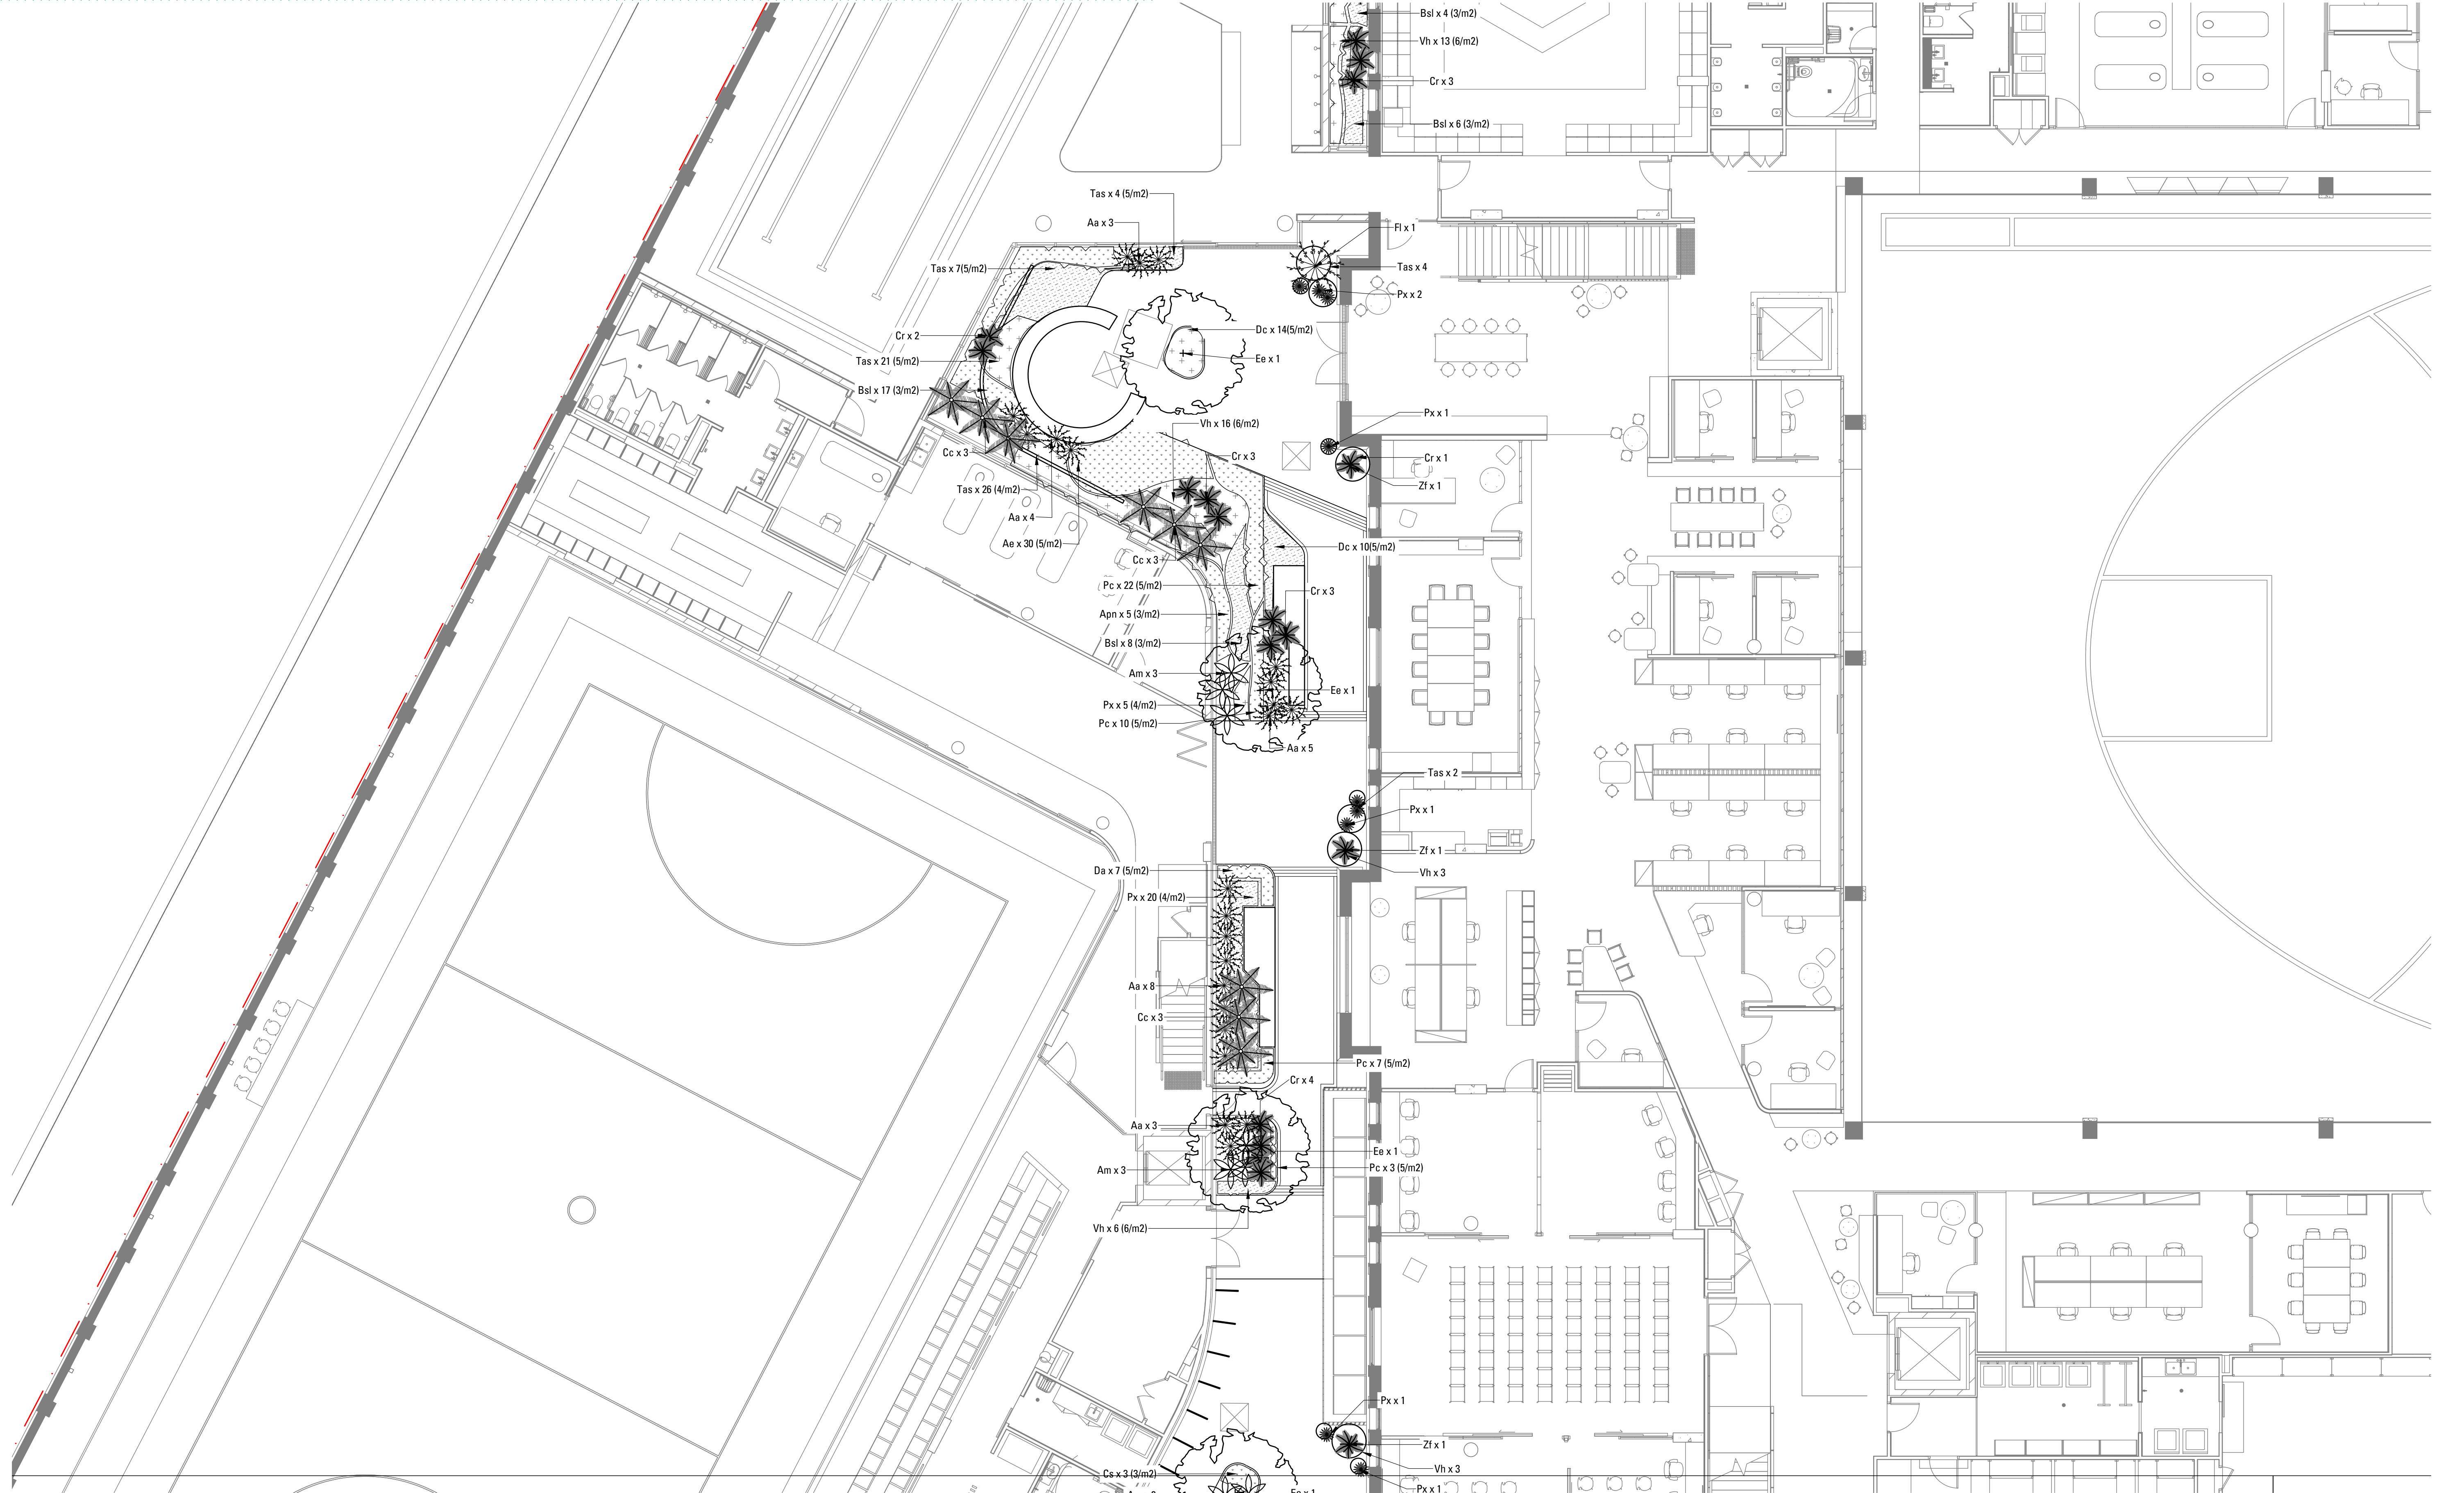 Bsl x 4 (3/m2)
Vh x 13 (6/m2)
Cr x 3
Bsl x 6 (3/m2)
Tas x 4 (5/m2)
Aa x 3
Fl x 1
Tas x 7(5/m2)
Tas x 4
Px x 2
Dc x 14(5/m2)
Cr x 2
Ee x 1
Tas x 21 (5/m2)
Bsl x 17 (3/m2)
Px x 1
Vh x 16 (6/m2)
Cc x 3
Cr x 3
Cr x 1
Tas x 26 (4/m2)
Zf x 1
Aa x 4
Ae x 30 (5/m2)
Dc x 10(5/m2)
Cc x 3
Pc x 22 (5/m2)
Cr x 3
Apn x 5 (3/m2)
Bsl x 8 (3/m2)
Am x 3
Ee x 1
Px x 5 (4/m2)
Pc x 10 (5/m2)
Aa x 5
Tas x 2
Px x 1
Zf x 1
Da x 7 (5/m2)
Vh x 3
Px x 20 (4/m2)
Aa x 8
Cc x 3
Pc x 7 (5/m2)
Cr x 4
Aa x 3
Ee x 1
Am x 3
Pc x 3 (5/m2)
Vh x 6 (6/m2)
Px x 1
Zf x 1
Vh x 3
Cs x 3 (3/m2)
Px x 1